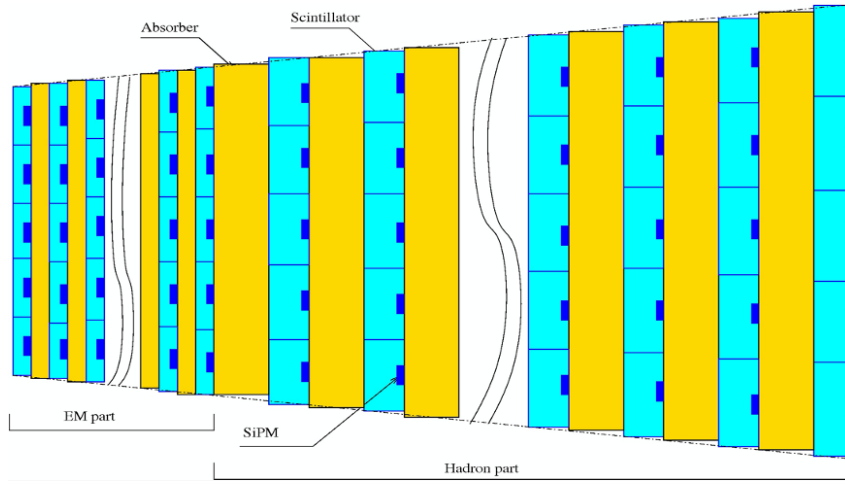 Absorber
Scintillator
EM part
SiPM
Hadron part